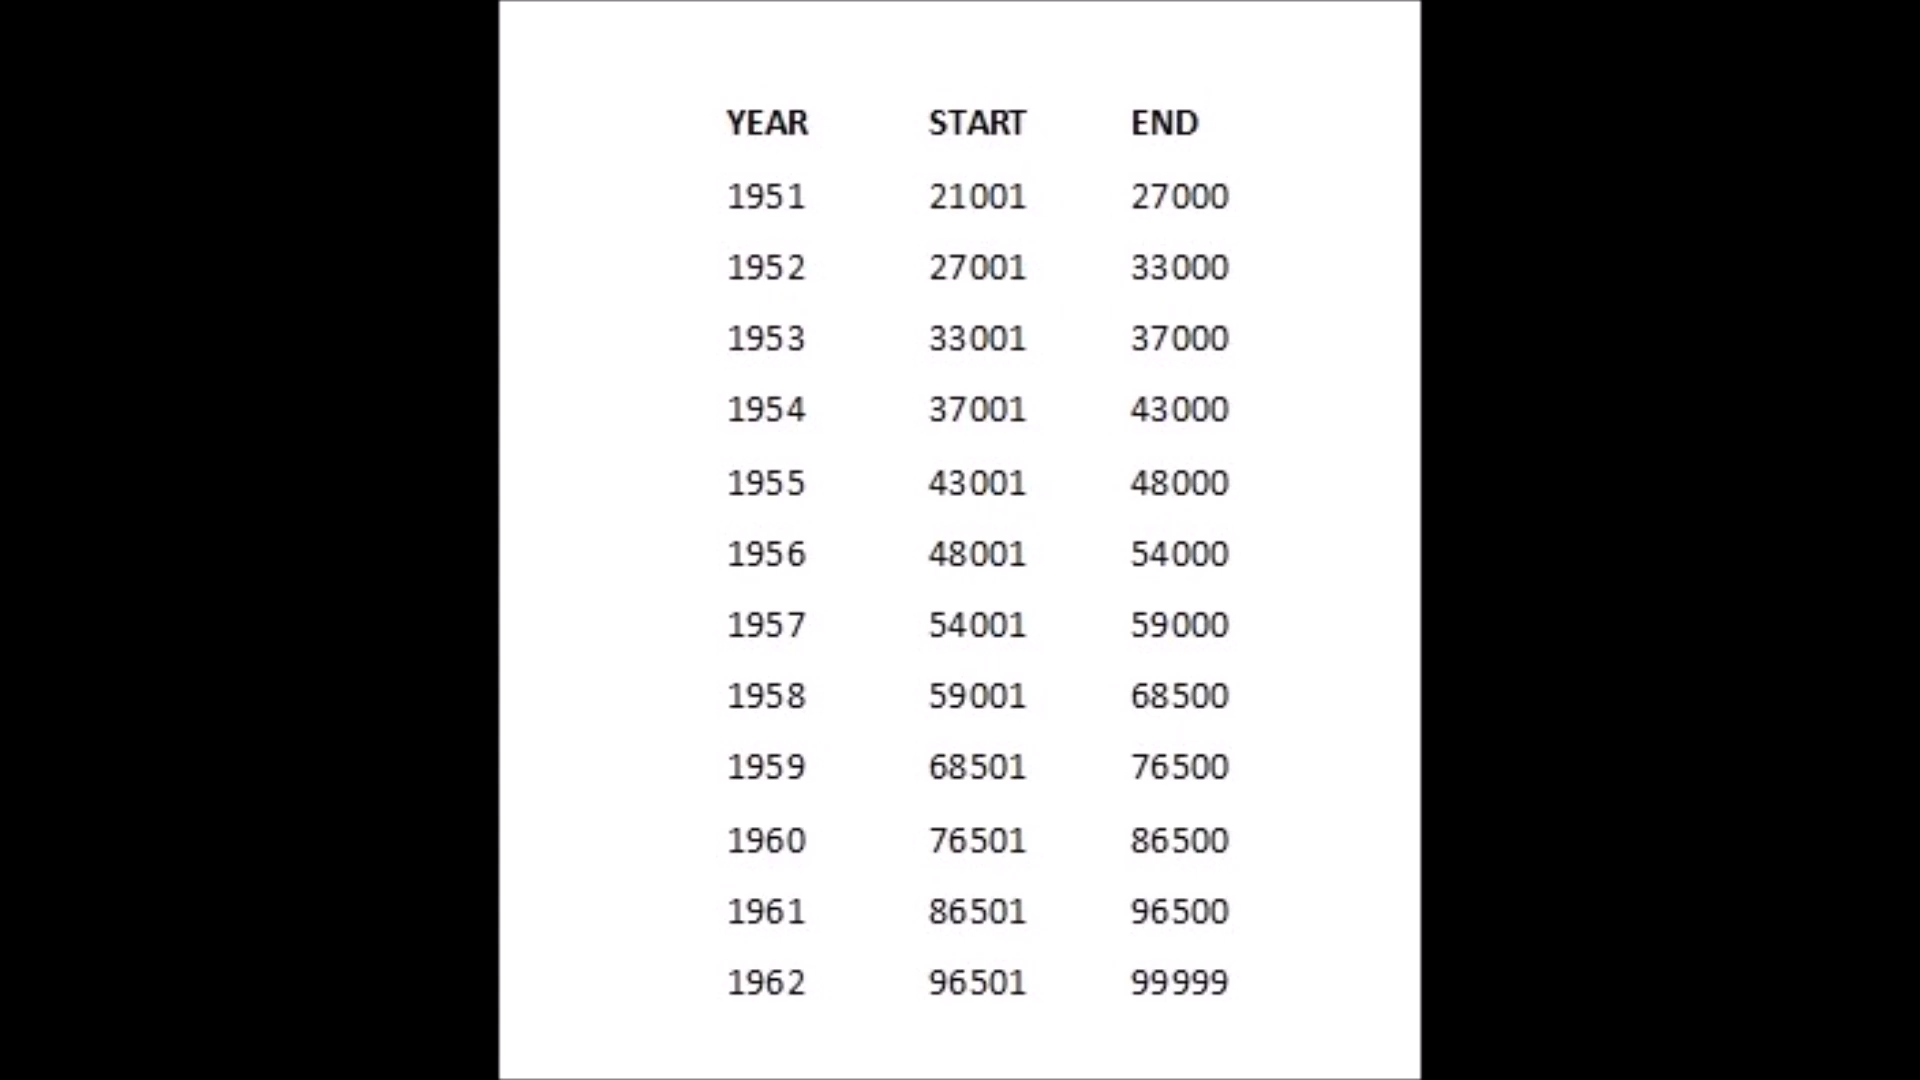 YEAR START END
1951 21001 27000
1952 27001 33000
1953 33001 37000
1954 37001 43000
1955 43001 48000
1956 48001 54000
1957 54001 59000
1958 59001 68500
1959 68501 76500
1960 76501 86500
1961 86501 96500
1962 96501 99999